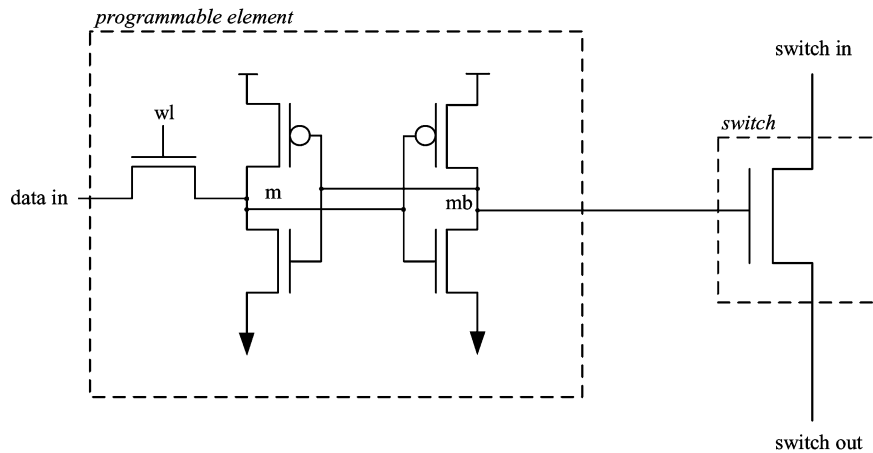 programmable element
switch in
wl
switch
data in
m
mb
switch out